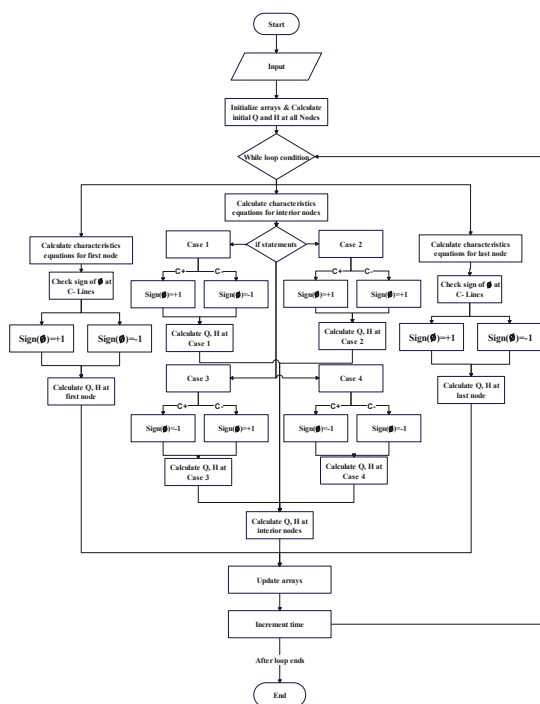 Start
Input
Initialize arrays & Calculate
initial Q and H at all Nodes
While loop condition
Calculate characteristics
equations for interior nodes
Calculate characteristics
equations for first node
Check sign of ø at
C- Lines
Sign(ø)=+1
Sign(ø)=-1
Calculate Q, H at
first node
if statements
Case 1
C+
C-
Sign(ø)=+1
Sign(ø)=-1
Calculate Q, H at
Case 1
Case 2
C+
C-
Sign(ø)=+1
Sign(ø)=+1
Calculate Q, H at
Case 2
Case 3
C+
C-
Sign(ø)=-1
Sign(ø)=+1
Calculate Q, H at
Case 3
Case 4
C+
C-
Sign(ø)=-1
Sign(ø)=-1
Calculate Q, H at
Case 4
Calculate Q, H at
interior nodes
Calculate characteristics
equations for last node
Check sign of ø at
C- Lines
Sign(ø)=+1
Sign(ø)=-1
Calculate Q, H at
last node
Update arrays
Increment time
After loop ends
End